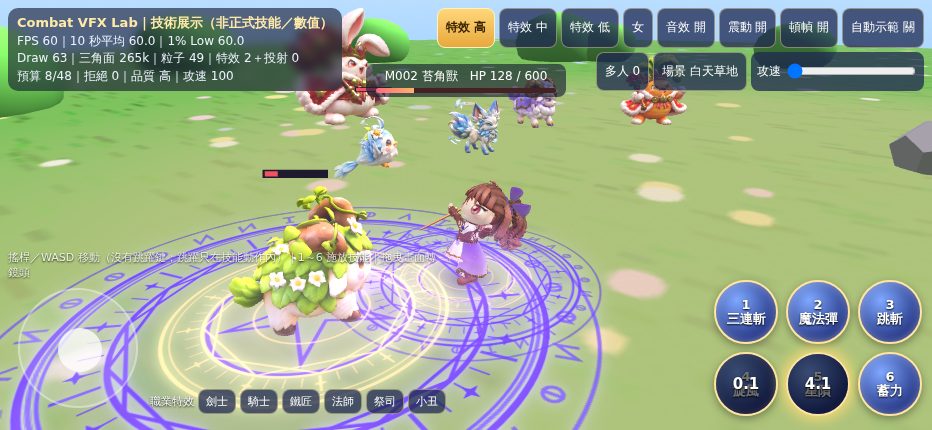 Combat VFX Lab｜技術展示（非正式技能／數值）
FPS 60｜10 秒平均 60.0｜1% Low 60.0
Draw 63｜三角面 265k｜粒子 49｜特效 2＋投射 0
預算 8/48｜拒絕 0｜品質 高｜攻速 100
特效 高
特效 中
特效 低
女
音效 開
震動 開
頓幀 開
自動示範 關
多人 0
場景 白天草地
攻速
M002 苔角獸 HP 128 / 600
搖桿／WASD 移動（沒有跳躍鍵，跳躍只在技能動作內）｜1～6 施放技能
鏡頭
1
三連斬
2
魔法彈
3
跳斬
0.1
4.1
6
蓄力
職業特效
劍士
騎士
鐵匠
法師
祭司
小丑